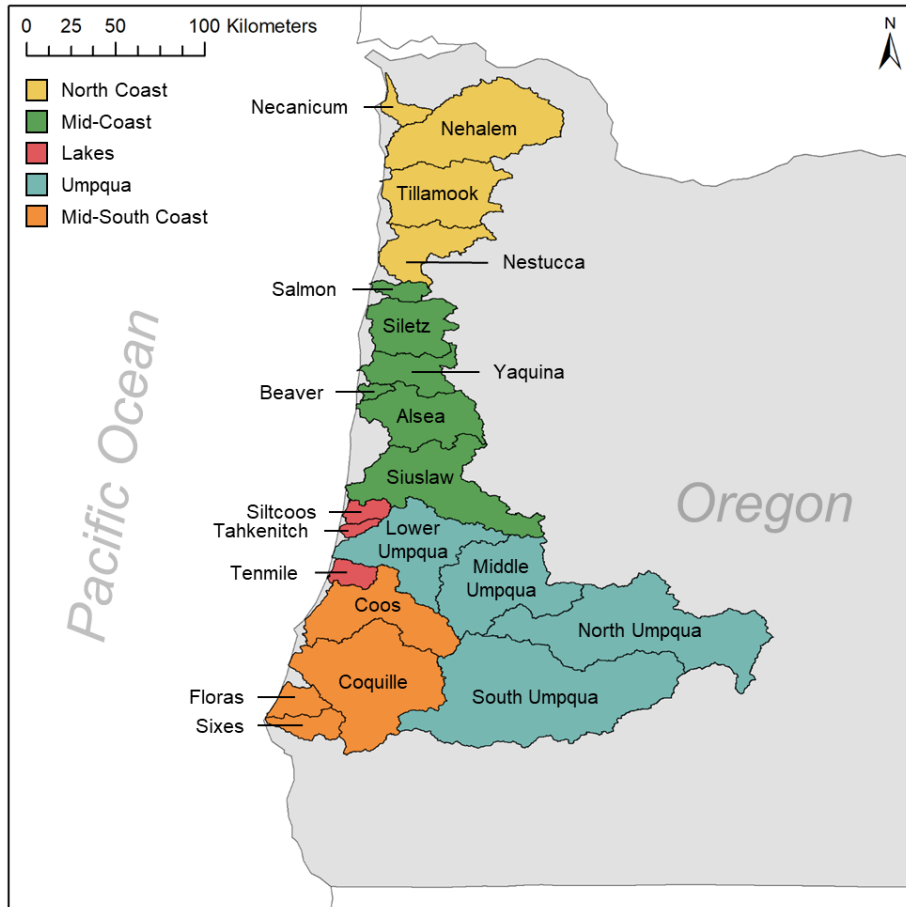 0 25 50 100 Kilometers
N
North Coast
Mid-Coast
Lakes
Umpqua
Mid-South Coast
Necanicum
Nehalem
Tillamook
Nestucca
Salmon
Siletz
Yaquina
Beaver
Alsea
Siuslaw
Siltcoos
Tahkenitch
Lower
Umpqua
Tenmile
Middle
Umpqua
Coos
North Umpqua
Coquille
South Umpqua
Floras
Sixes
Pacific Ocean
Oregon